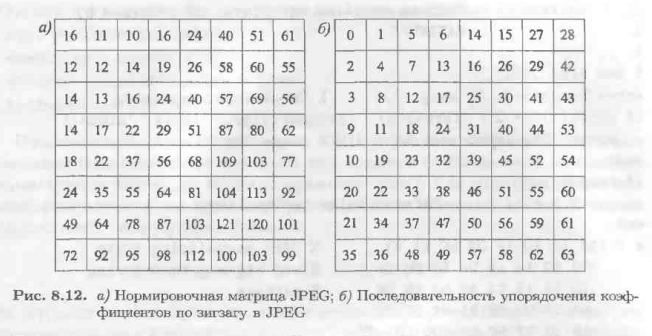 а) б)
16 11 10 16 24 40 51 61 0 1 5 6 14 15 27 28
12 12 14 19 26 58 60 55 2 4 7 13 16 26 29 42
14 13 16 24 40 57 69 56 3 8 12 17 25 30 41 43
14 17 22 29 51 87 80 62 9 11 18 24 31 40 44 53
18 22 37 56 68 109 103 77 10 19 23 32 39 45 52 54
24 35 55 64 81 104 113 92 20 22 33 38 46 51 55 60
49 64 78 87 103 121 120 101 21 34 37 47 50 56 59 61
72 92 95 98 112 100 103 99 35 36 48 49 57 58 62 63
Рис. 8.12. а) Нормировочная матрица JPEG; б) Последовательность упорядочения коэф-
фициентов по зигзагу в JPEG